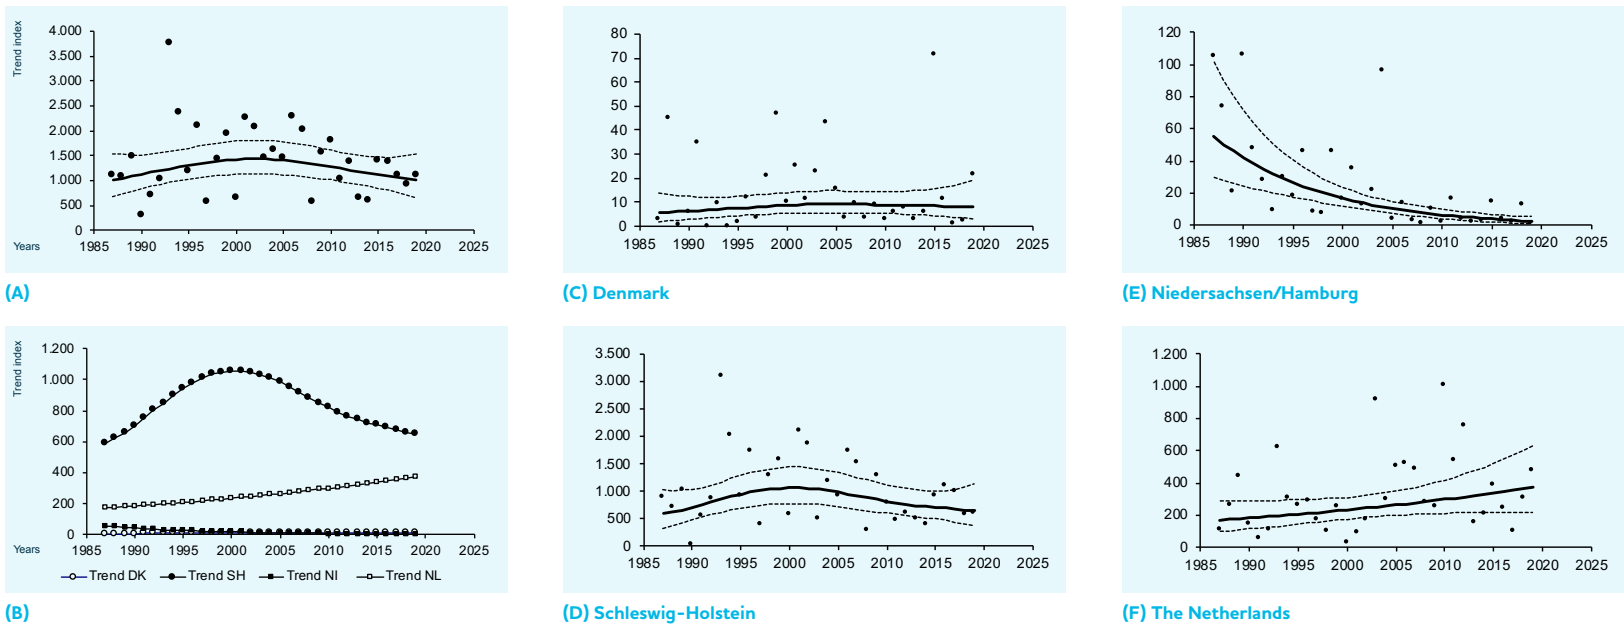 Trend index
4.000
3.500
3.000
2.500
2.000
1.500
1.000
500
0
Years
1985 1990 1995 2000 2005 2010 2015 2020 2025
(A)
80
70
60
50
40
30
20
10
0
1985 1990 1995 2000 2005 2010 2015 2020 2025
(C) Denmark
120
100
80
60
40
20
0
1985 1990 1995 2000 2005 2010 2015 2020 2025
(E) Niedersachsen/Hamburg
Trend index
1.200
1.000
800
600
400
200
0
Years
1985 1990 1995 2000 2005 2010 2015 2020 2025
Trend DK Trend SH Trend NI Trend NL
(B)
3.500
3.000
2.500
2.000
1.500
1.000
500
0
1985 1990 1995 2000 2005 2010 2015 2020 2025
(D) Schleswig-Holstein
1.200
1.000
800
600
400
200
0
1985 1990 1995 2000 2005 2010 2015 2020 2025
(F) The Netherlands